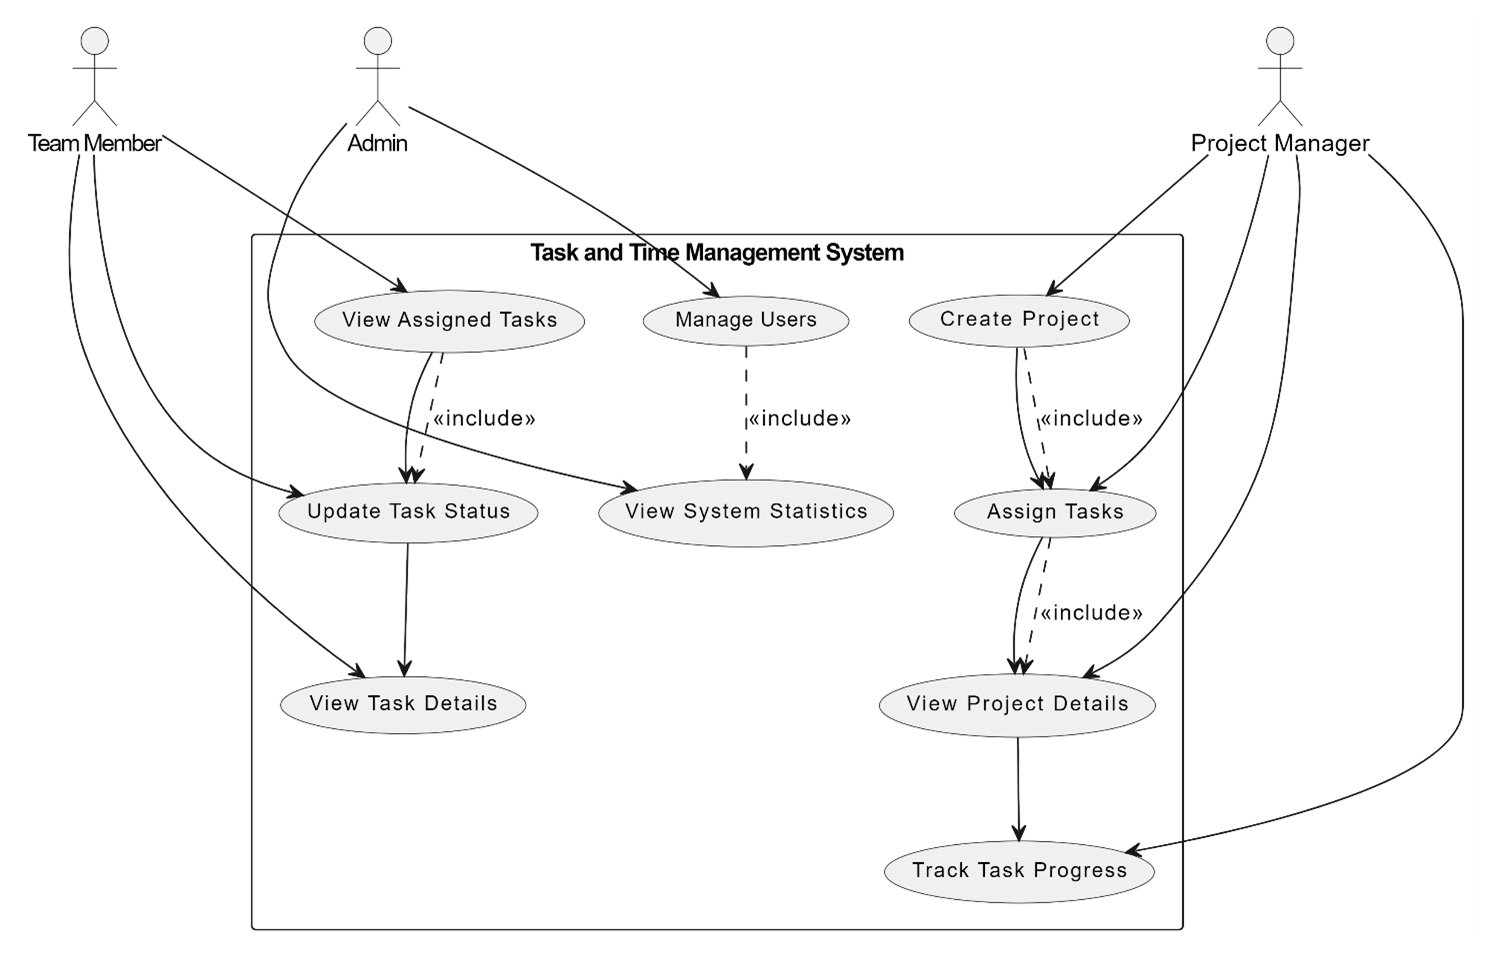 Team Member
Admin
Project Manager
Task and Time Management System
View Assigned Tasks
Manage Users
Create Project
«include»
«include»
«include»
Update Task Status
View System Statistics
Assign Tasks
«include»
View Task Details
View Project Details
Track Task Progress